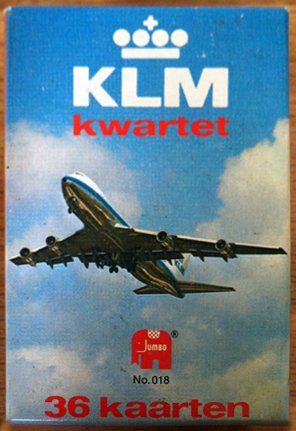 KLM
kwartet
Jumbo
®
No.018
36 kaarten